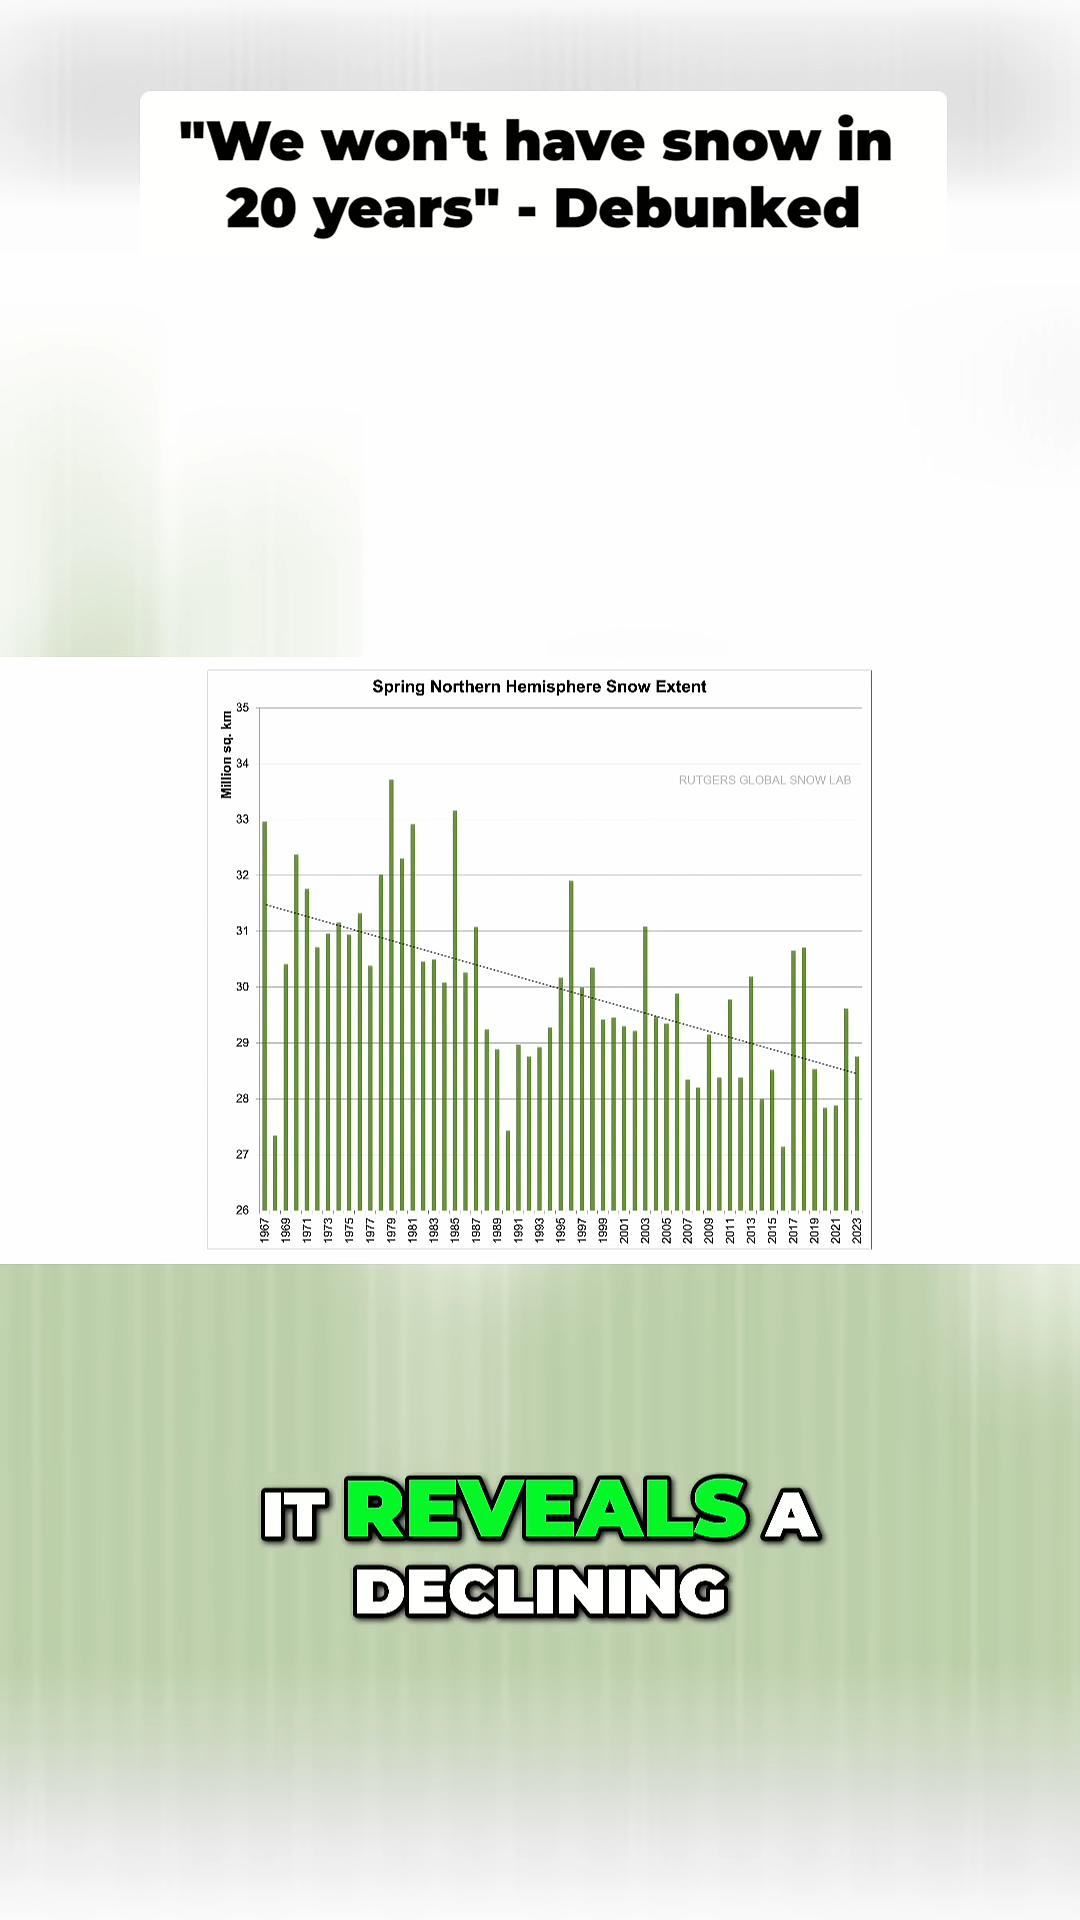 "We won't have snow in
20 years" - Debunked
Spring Northern Hemisphere Snow Extent
Million sq. km
RUTGERS GLOBAL SNOW LAB
35
34
33
32
31
30
29
28
27
26
1967 1969 1971 1973 1975 1977 1979 1981 1983 1985 1987 1989 1991 1993 1995 1997 1999 2001 2003 2005 2007 2009 2011 2013 2015 2017 2019 2021 2023
IT REVEALS A
DECLINING